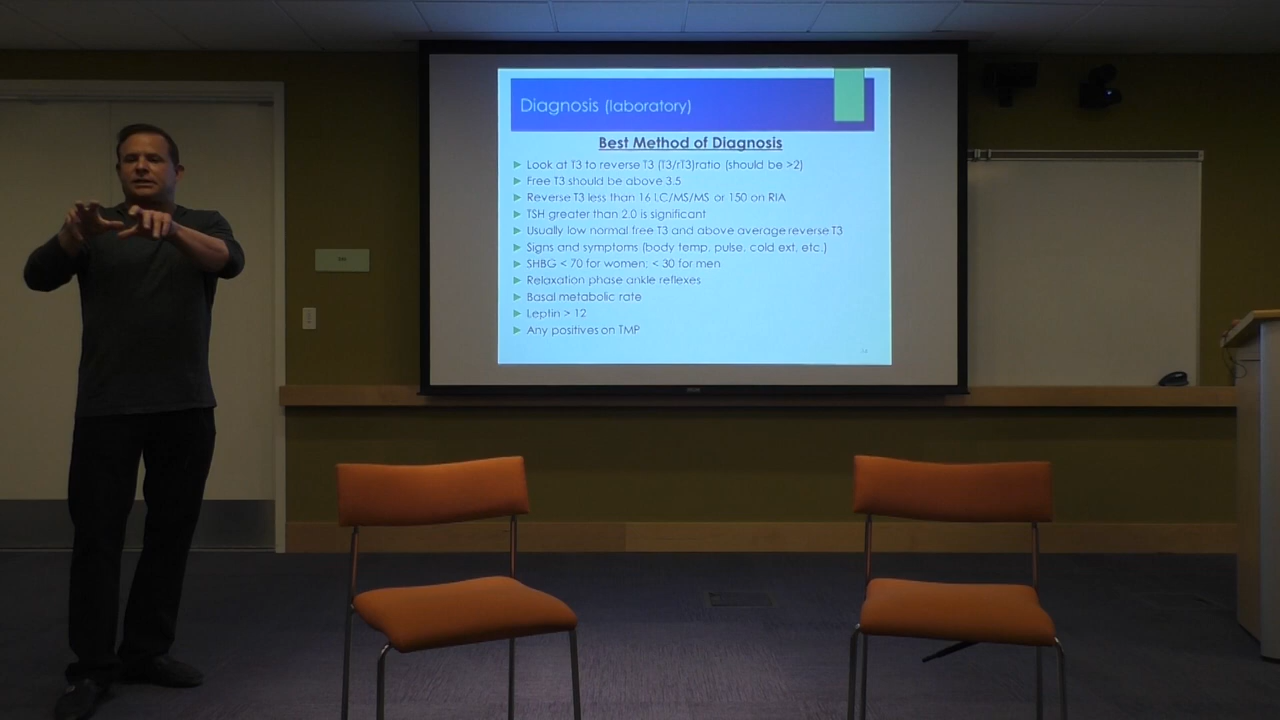 Diagnosis (laboratory)
Best Method of Diagnosis
Look at T3 to reverse T3 (T3/rT3)ratio (should be >2)
Free T3 should be above 3.5
Reverse T3 less than 16 LC/MS/MS or 150 on RIA
TSH greater than 2.0 is significant
Usually low normal free T3 and above average reverse T3
Signs and symptoms (body temp, pulse, cold ext, etc.)
SHBG < 70 for women; < 30 for men
Relaxation phase ankle reflexes
Basal metabolic rate
Leptin > 12
Any positives on TMP